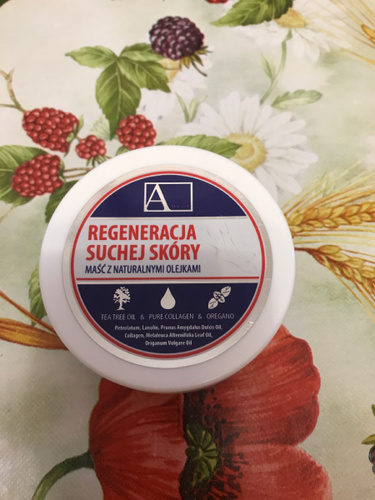 A
REGENERACJA
SUCHEJ SKÓRY
MAŚĆ Z NATURALNYMI OLEJKAMI
TEA TREE OIL & PURE COLLAGEN & OREGANO
Petrolatum, Lanolin, Prunus Amygdalus Dulcis Oil,
Collagen, Melaleuca Alternifolia Leaf Oil,
Origanum Vulgare Oil